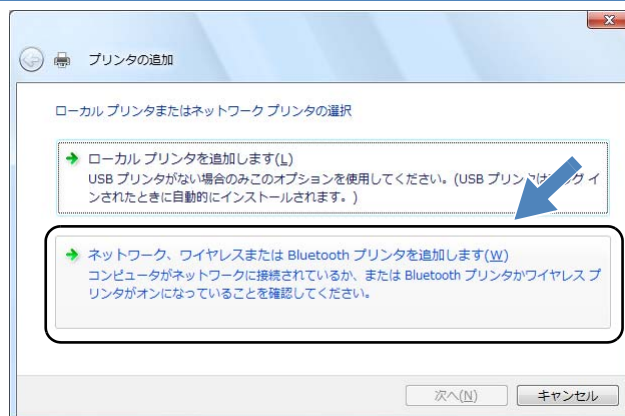 プリンタの追加
ローカル プリンタまたはネットワーク プリンタの選択
ローカル プリンタを追加します(L)
USB プリンタがない場合のみこのオプションを使用してください。(USB プリン グ イ
ンされたときに自動的にインストールされます。)
ネットワーク、ワイヤレスまたは Bluetooth プリンタを追加します(W)
コンピュータがネットワークに接続されているか、または Bluetooth プリンタかワイヤレス プ
リンタがオンになっていることを確認してください。
次へ(N)
キャンセル